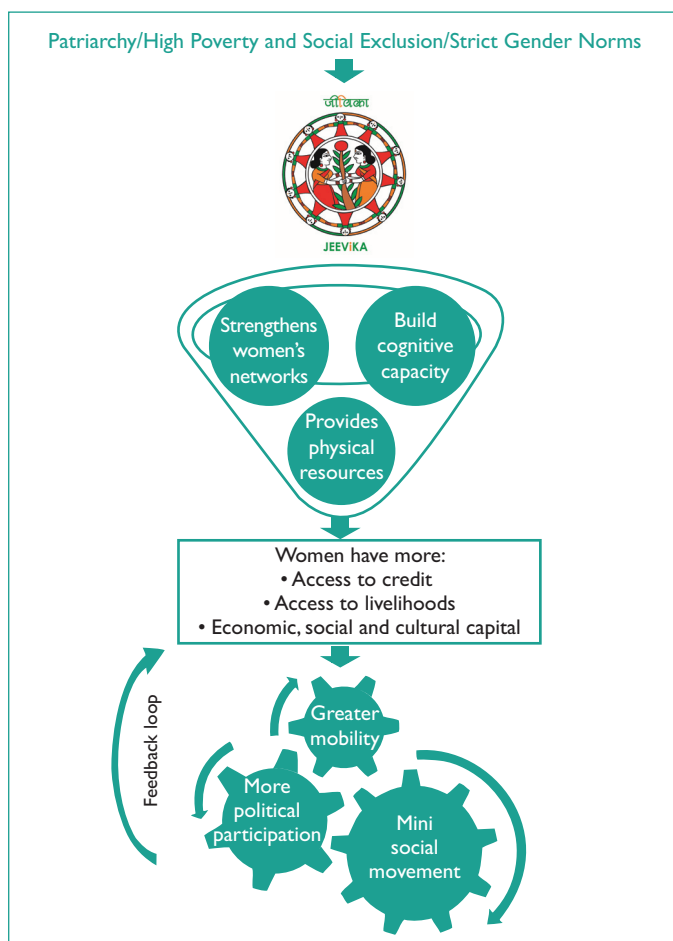 Patriarchy/High Poverty and Social Exclusion/Strict Gender Norms
जीविका
JEEViKA
Strengthens
women's
networks
Build
cognitive
capacity
Provides
physical
resources
Women have more:
• Access to credit
• Access to livelihoods
• Economic, social and cultural capital
Feedback loop
Greater
mobility
More
political
participation
Mini
social
movement